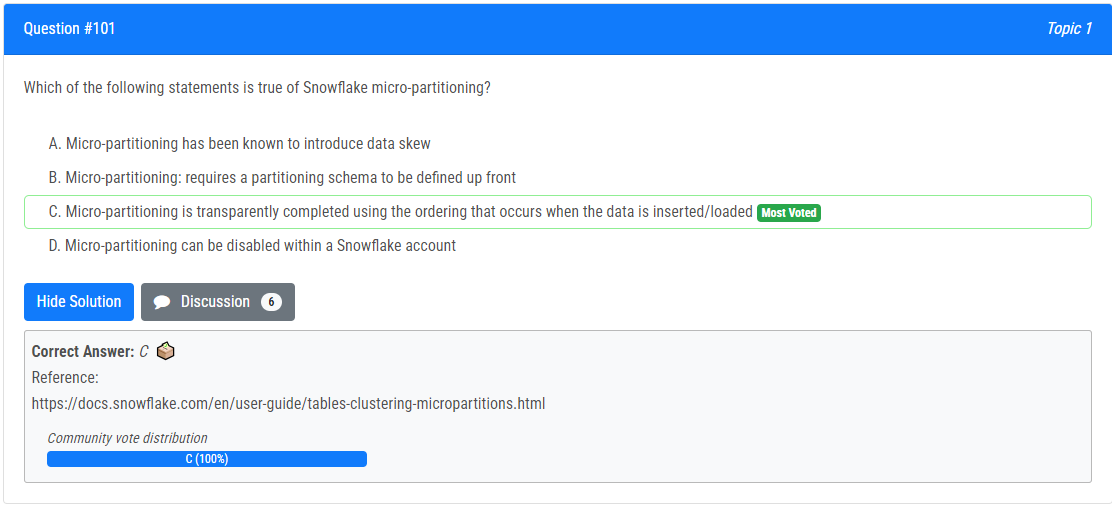 Question #101
Topic 1
Which of the following statements is true of Snowflake micro-partitioning?
A. Micro-partitioning has been known to introduce data skew
B. Micro-partitioning: requires a partitioning schema to be defined up front
C. Micro-partitioning is transparently completed using the ordering that occurs when the data is inserted/loaded Most Voted
D. Micro-partitioning can be disabled within a Snowflake account
Hide Solution
Discussion 6
Correct Answer: C
Reference:
https://docs.snowflake.com/en/user-guide/tables-clustering-micropartitions.html
Community vote distribution
C (100%)